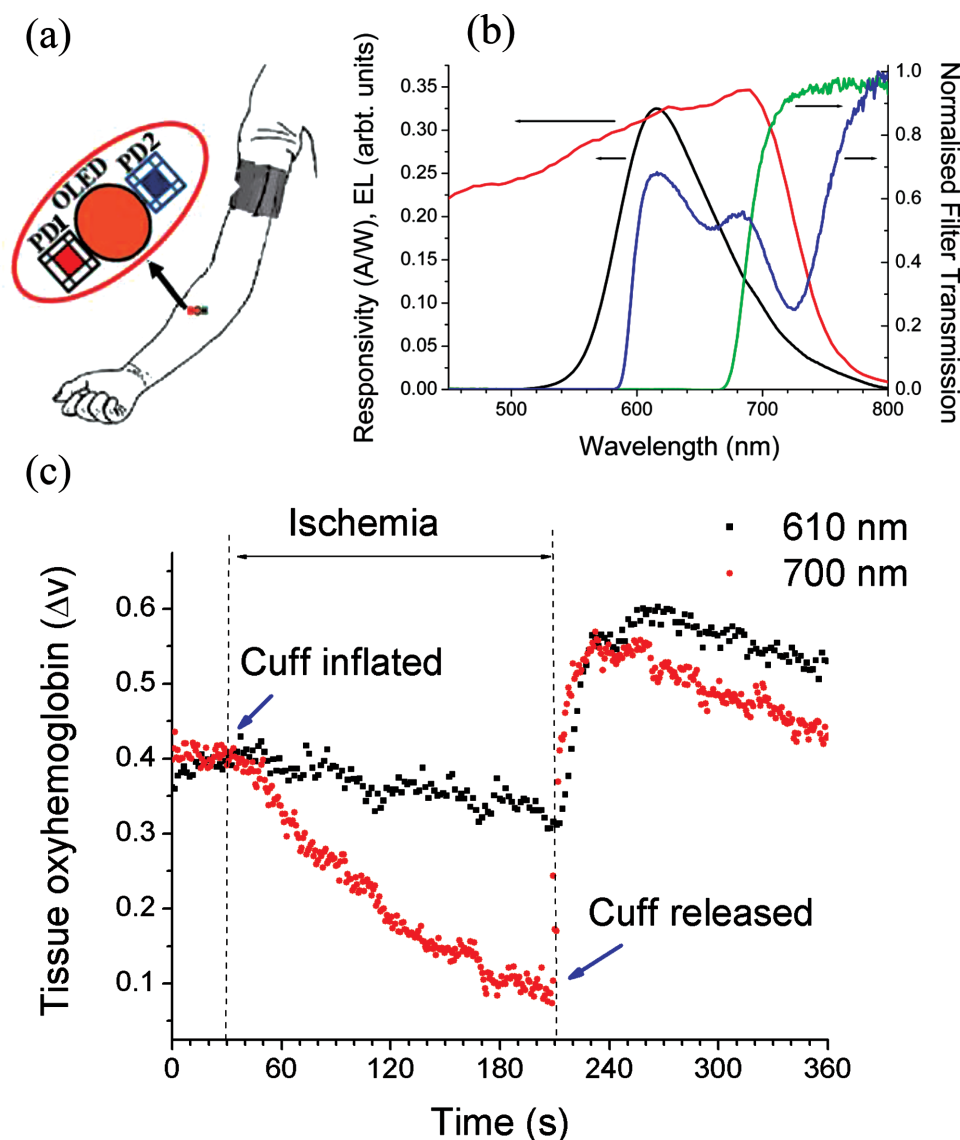 (a)
PD1 OLED PD2
(b)
Responsivity (A/W), EL (arbt. units)
0.35
0.30
0.25
0.20
0.15
0.10
0.05
0.00
500 600 700 800
Wavelength (nm)
1.0
0.8
0.6
0.4
0.2
0.0
Normalised Filter Transmission
(c)
Ischemia
610 nm
700 nm
Cuff inflated
Cuff released
Tissue oxyhemoglobin (Δv)
0.6
0.5
0.4
0.3
0.2
0.1
0 60 120 180 240 300 360
Time (s)